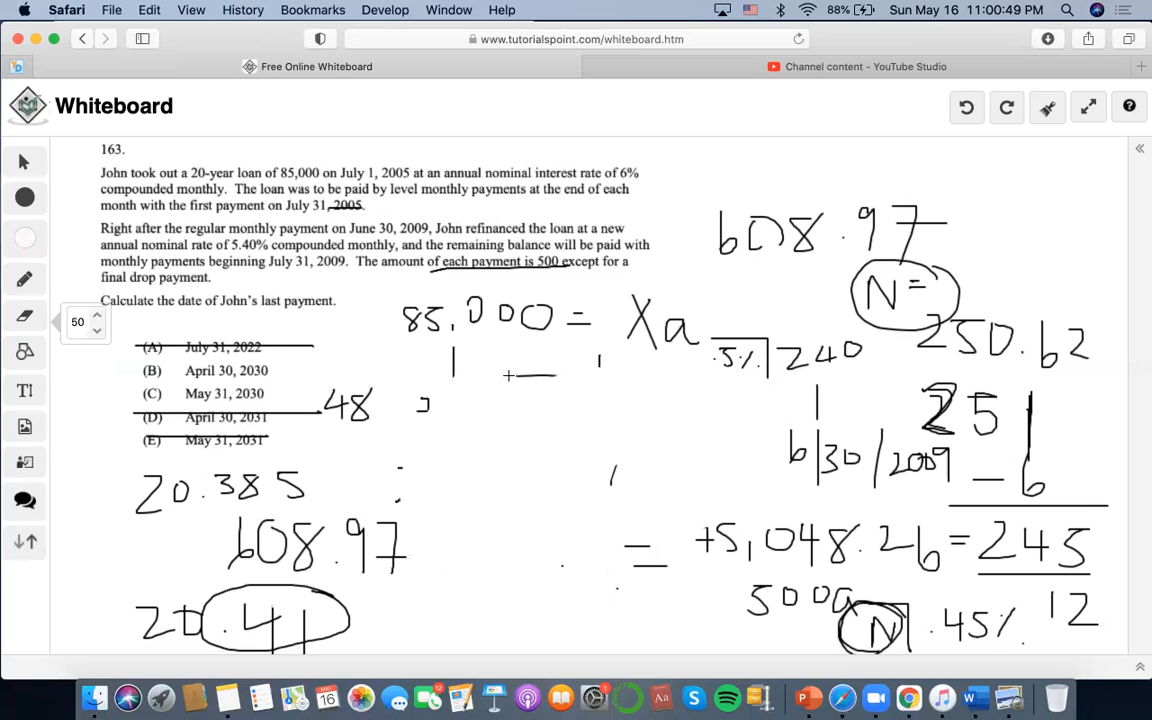 Safari File Edit View History Bookmarks Develop Window Help 88% Sun May 16 11:00:49 PM
www.tutorialspoint.com/whiteboard.htm
Free Online Whiteboard
Channel content - YouTube Studio
Whiteboard
163.
John took out a 20-year loan of 85,000 on July 1, 2005 at an annual nominal interest rate of 6%
compounded monthly. The loan was to be paid by level monthly payments at the end of each
month with the first payment on July 31, 2005.
Right after the regular monthly payment on June 30, 2009, John refinanced the loan at a new
annual nominal rate of 5.40% compounded monthly, and the remaining balance will be paid with
monthly payments beginning July 31, 2009. The amount of each payment is 500 except for a
final drop payment.
Calculate the date of John's last payment.
(A) July 31, 2022
(B) April 30, 2030
(C) May 31, 2030
(D) April 30, 2031
(E) May 31, 2031
50
608.97
N =
85,000 = Xa
.5% 240
250.62
48
251
6/30/2009
- 6
20.385
608.97
= +5,048.26 = 245
500a
N .45% 12
20.41